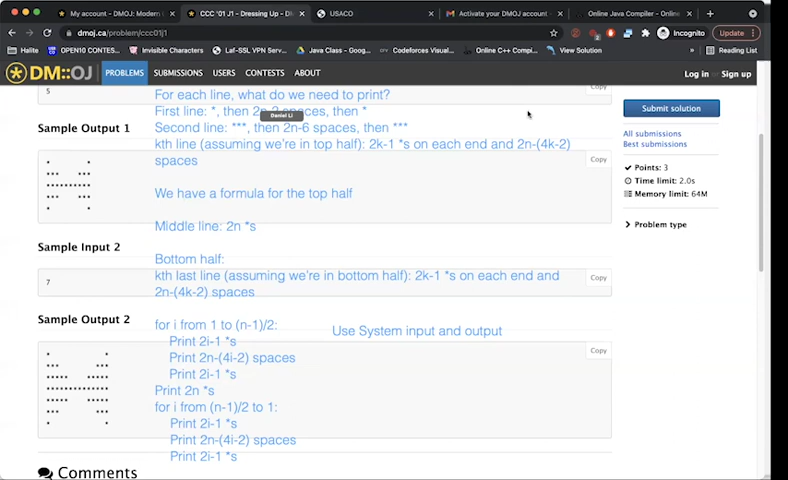 My account - DMOJ: Modern
CCC '01 J1 - Dressing Up - D
USACO
Activate your DMOJ account
Online Java Compiler - Online
dmoj.ca/problem/ccc01j1
Incognito
Update
Halite
OPEN10 CONTES...
Invisible Characters
Laf-SSL VPN Serv...
Java Class - Goog...
Codeforces Visual...
Online C++ Compi...
View Solution
»
Reading List
DM::OJ
PROBLEMS
SUBMISSIONS
USERS
CONTESTS
ABOUT
Log in or Sign up
5
Copy
For each line, what do we need to print?
First line: *, then 2n-2 spaces, then *
Daniel Li
Second line: ***, then 2n-6 spaces, then ***
kth line (assuming we're in top half): 2k-1 *s on each end and 2n-(4k-2)
spaces
We have a formula for the top half
Middle line: 2n *s
Bottom half:
kth last line (assuming we're in bottom half): 2k-1 *s on each end and
2n-(4k-2) spaces
for i from 1 to (n-1)/2:
Print 2i-1 *s
Print 2n-(4i-2) spaces
Print 2i-1 *s
Print 2n *s
for i from (n-1)/2 to 1:
Print 2i-1 *s
Print 2n-(4i-2) spaces
Print 2i-1 *s
Use System input and output
Sample Output 1
Copy
*        *
***    ***
**********
***    ***
*        *
Sample Input 2
Copy
7
Sample Output 2
Copy
*            *
***        ***
*****    *****
**************
*****    *****
***        ***
*            *
Comments
Submit solution
All submissions
Best submissions
Points: 3
Time limit: 2.0s
Memory limit: 64M
Problem type